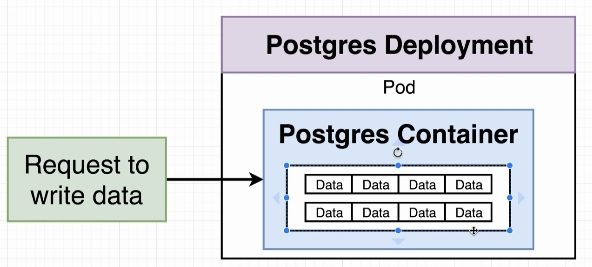 Postgres Deployment
Pod
Postgres Container
Request to
write data
Data Data Data Data
Data Data Data Data